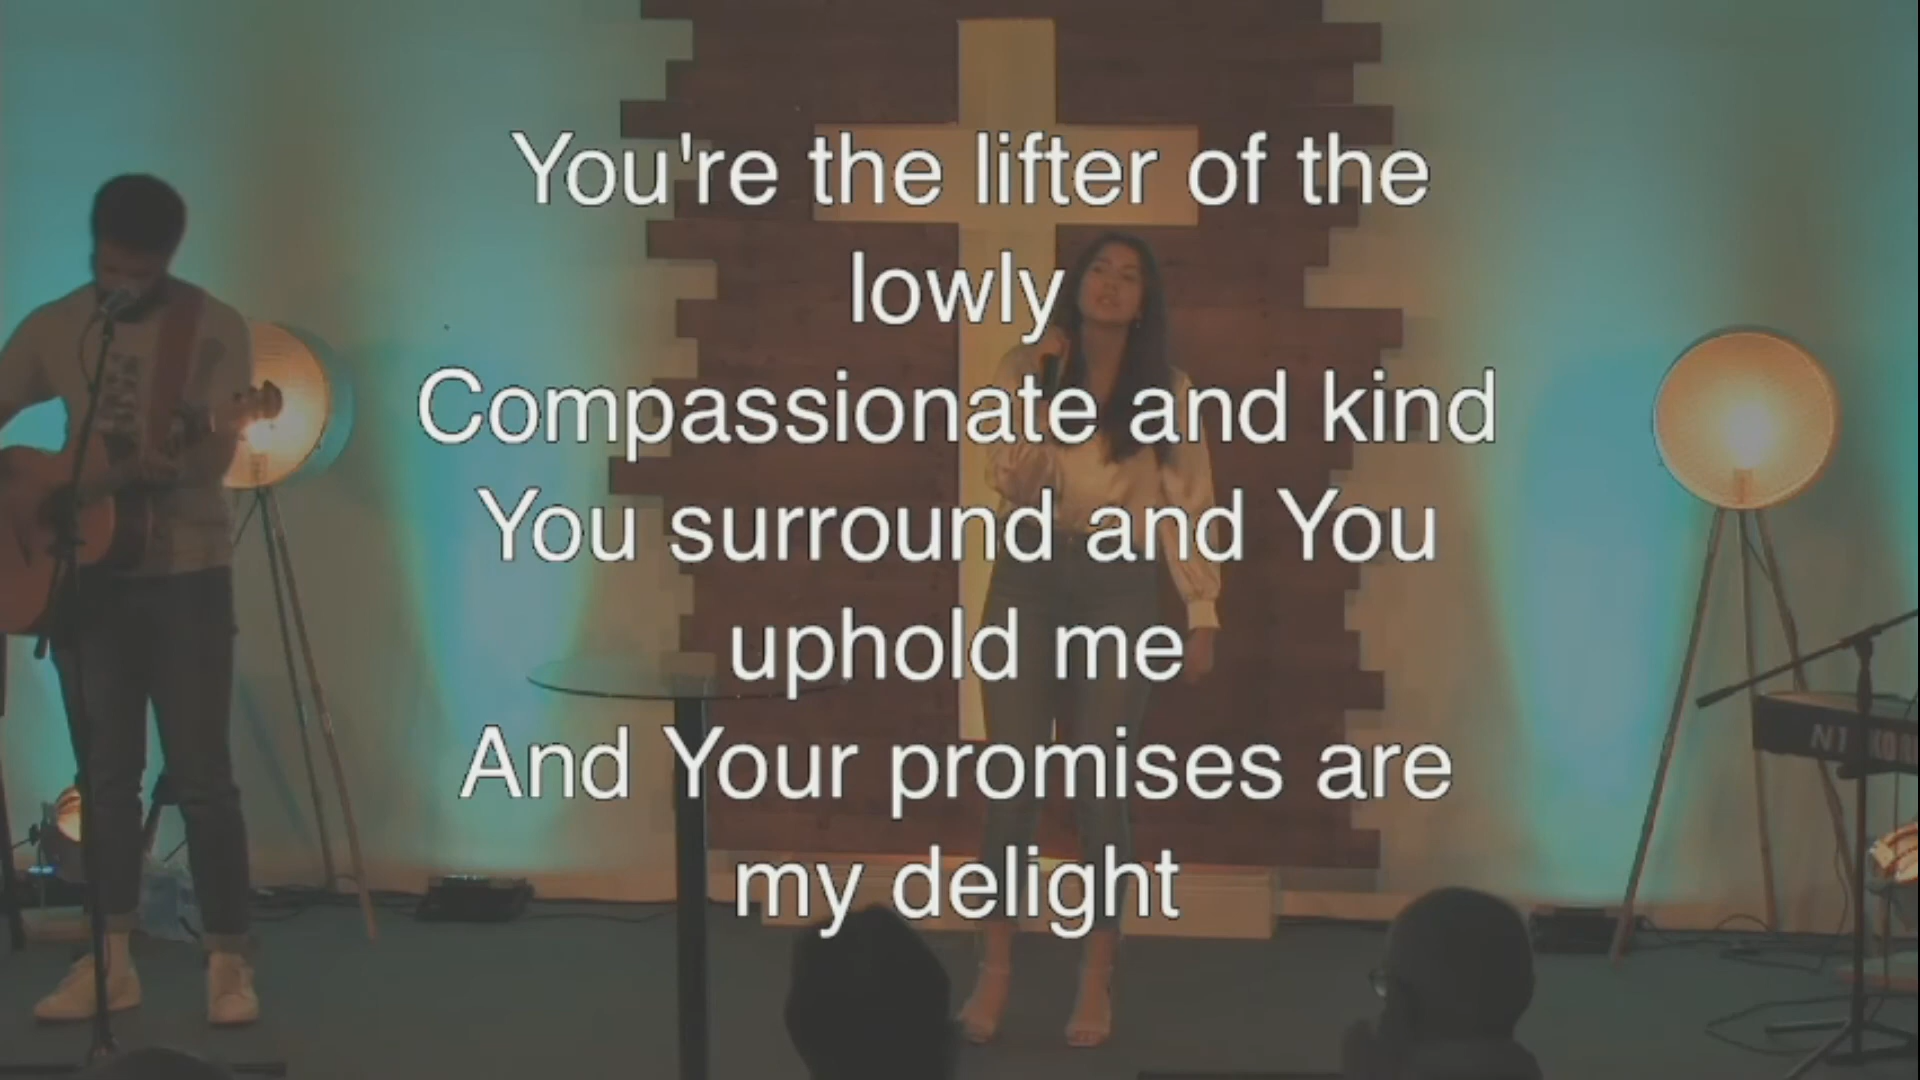 You're the lifter of the
lowly
Compassionate and kind
You surround and You
uphold me
And Your promises are
my delight